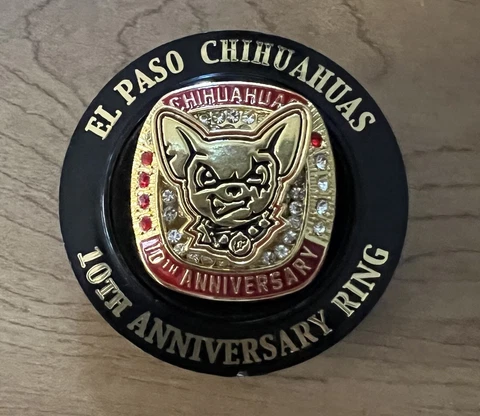 EL PASO CHIHUAHUAS
CHIHUAHUAS
10TH ANNIVERSARY
10TH ANNIVERSARY RING